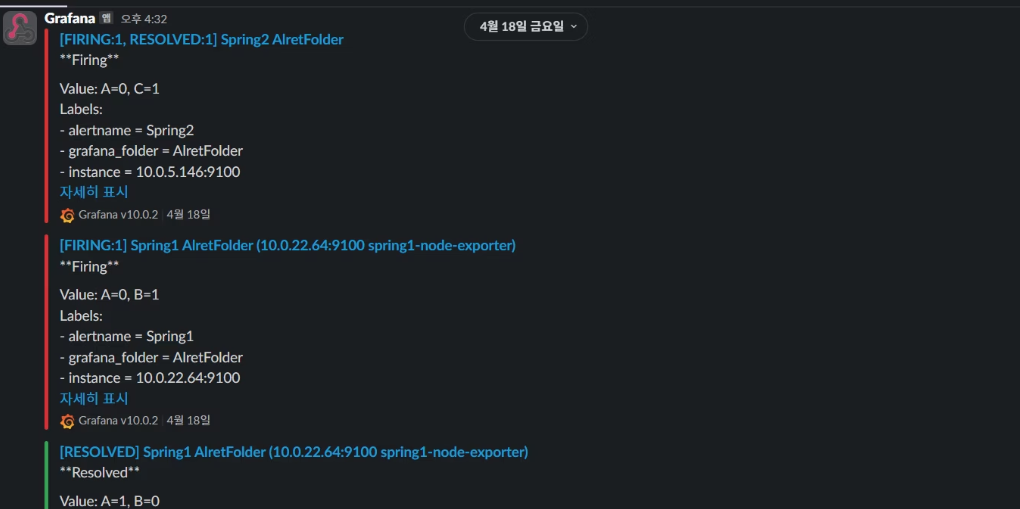 Grafana 앱 오후 4:32
4월 18일 금요일
[FIRING:1, RESOLVED:1] Spring2 AlretFolder
**Firing**
Value: A=0, C=1
Labels:
- alertname = Spring2
- grafana_folder = AlretFolder
- instance = 10.0.5.146:9100
자세히 표시
Grafana v10.0.2 | 4월 18일
[FIRING:1] Spring1 AlretFolder (10.0.22.64:9100 spring1-node-exporter)
**Firing**
Value: A=0, B=1
Labels:
- alertname = Spring1
- grafana_folder = AlretFolder
- instance = 10.0.22.64:9100
자세히 표시
Grafana v10.0.2 | 4월 18일
[RESOLVED] Spring1 AlretFolder (10.0.22.64:9100 spring1-node-exporter)
**Resolved**
Value: A=1, B=0